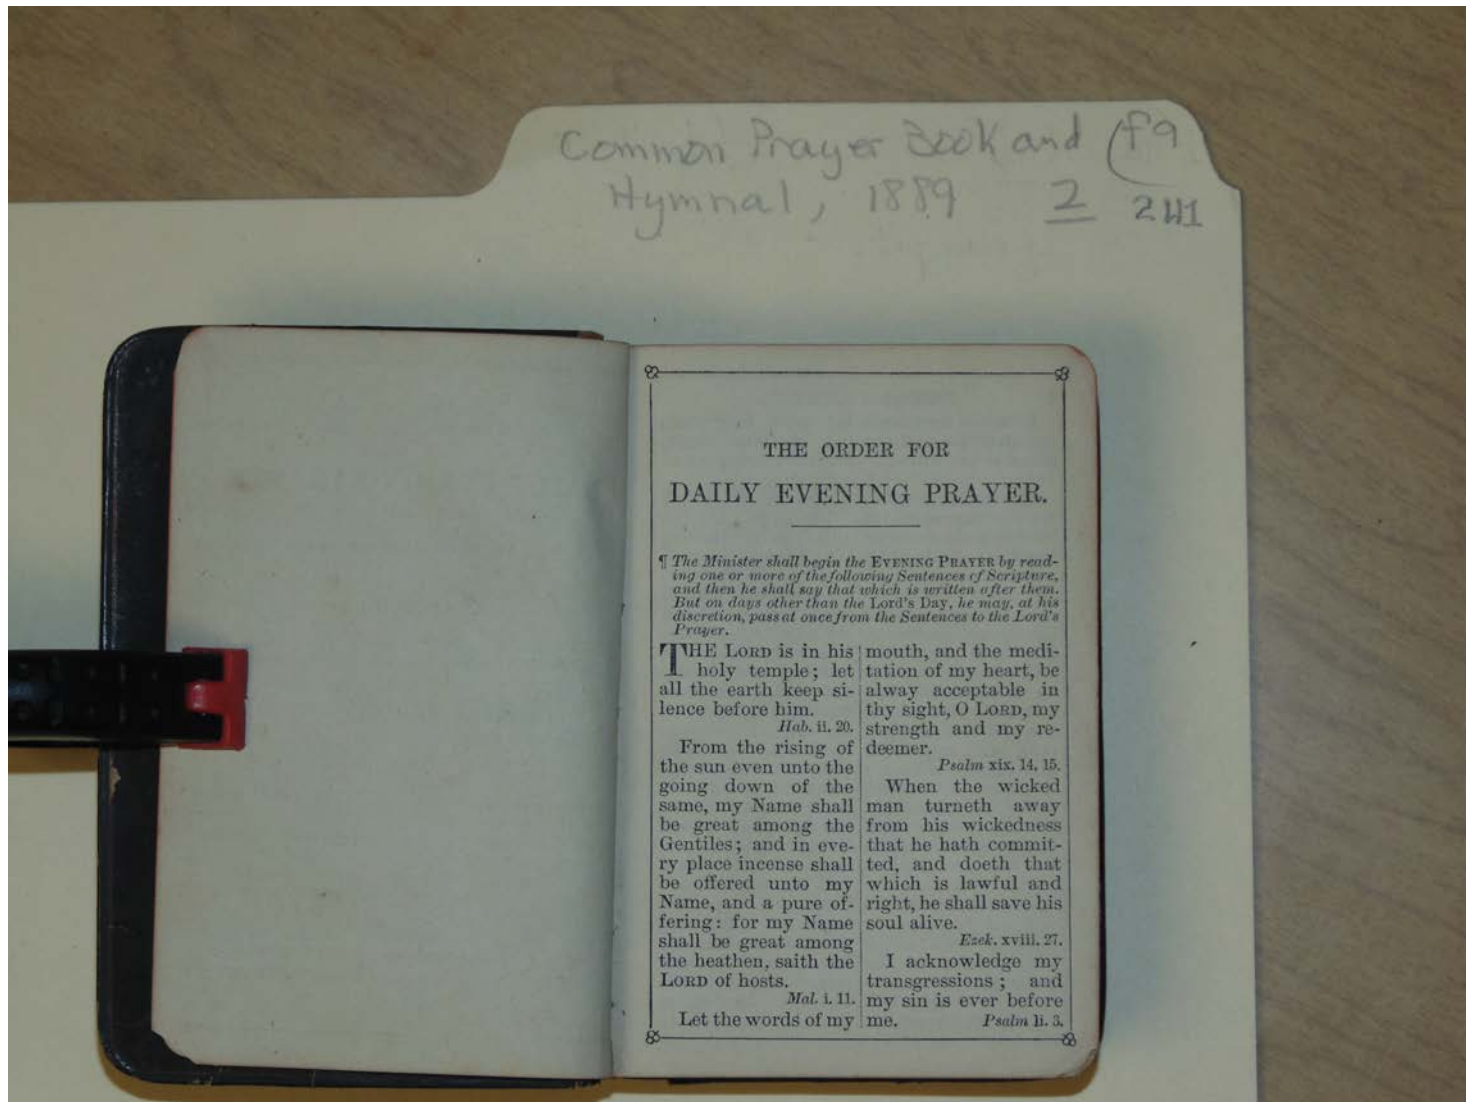 Common Prayer Book and (f9
Hymnal, 1889 2 241
THE ORDER FOR
DAILY EVENING PRAYER.
¶ The Minister shall begin the EVENING PRAYER by read-
ing one or more of the following Sentences of Scripture,
and then he shall say that which is written after them.
But on days other than the Lord's Day, he may, at his
discretion, pass at once from the Sentences to the Lord's
Prayer.
THE LORD is in his
holy temple; let
all the earth keep si-
lence before him.
Hab. ii. 20.
From the rising of
the sun even unto the
going down of the
same, my Name shall
be great among the
Gentiles; and in eve-
ry place incense shall
be offered unto my
Name, and a pure of-
fering: for my Name
shall be great among
the heathen, saith the
LORD of hosts.
Mal. i. 11.
Let the words of my
mouth, and the medi-
tation of my heart, be
alway acceptable in
thy sight, O LORD, my
strength and my re-
deemer.
Psalm xix. 14, 15.
When the wicked
man turneth away
from his wickedness
that he hath commit-
ted, and doeth that
which is lawful and
right, he shall save his
soul alive.
Ezek. xviii. 27.
I acknowledge my
transgressions; and
my sin is ever before
me. Psalm li. 3.